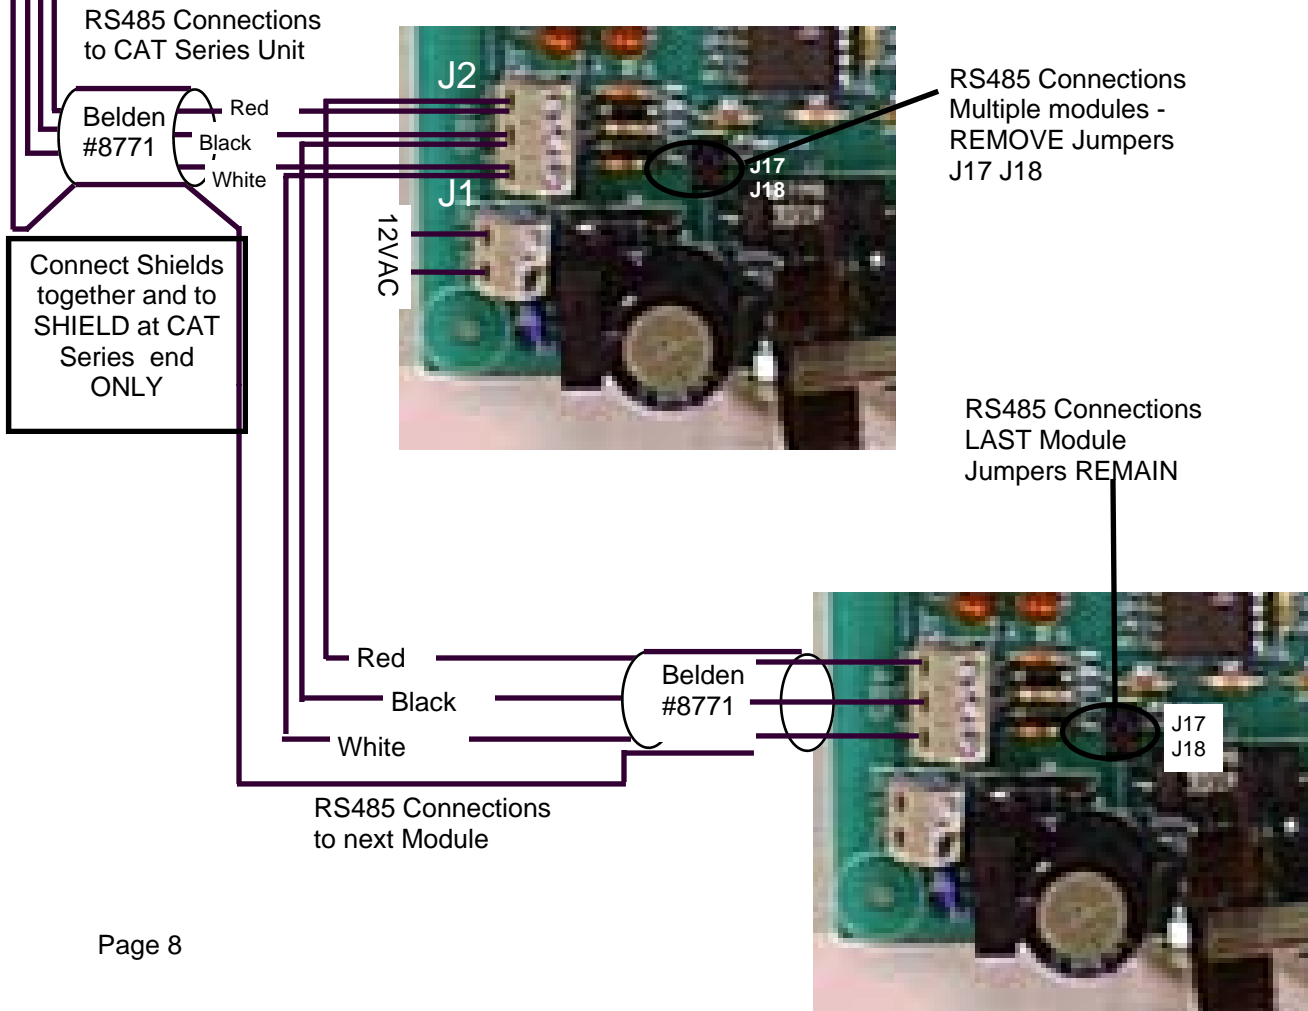 RS485 Connections
to CAT Series Unit
Belden
#8771
Red
Black
White
J2
J1
12VAC
J17
J18
RS485 Connections
Multiple modules -
REMOVE Jumpers
J17 J18
Connect Shields
together and to
SHIELD at CAT
Series end
ONLY
RS485 Connections
LAST Module
Jumpers REMAIN
Red
Black
White
Belden
#8771
J17
J18
RS485 Connections
to next Module
Page 8